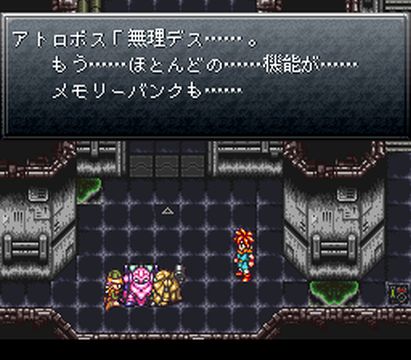 アトロポス「無理デス……。
もう……ほとんどの……機能が……
メモリーバンクも……